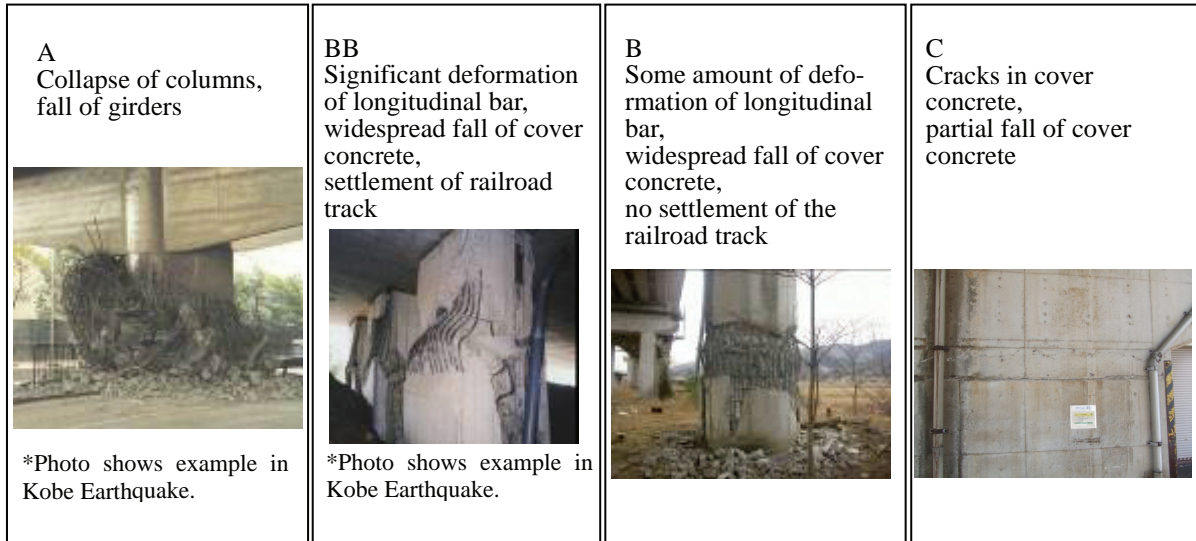 A
Collapse of columns,
fall of girders
*Photo shows example in
Kobe Earthquake.
BB
Significant deformation
of longitudinal bar,
widespread fall of cover
concrete,
settlement of railroad
track
*Photo shows example in
Kobe Earthquake.
B
Some amount of defo-
rmation of longitudinal
bar,
widespread fall of cover
concrete,
no settlement of the
railroad track
C
Cracks in cover
concrete,
partial fall of cover
concrete